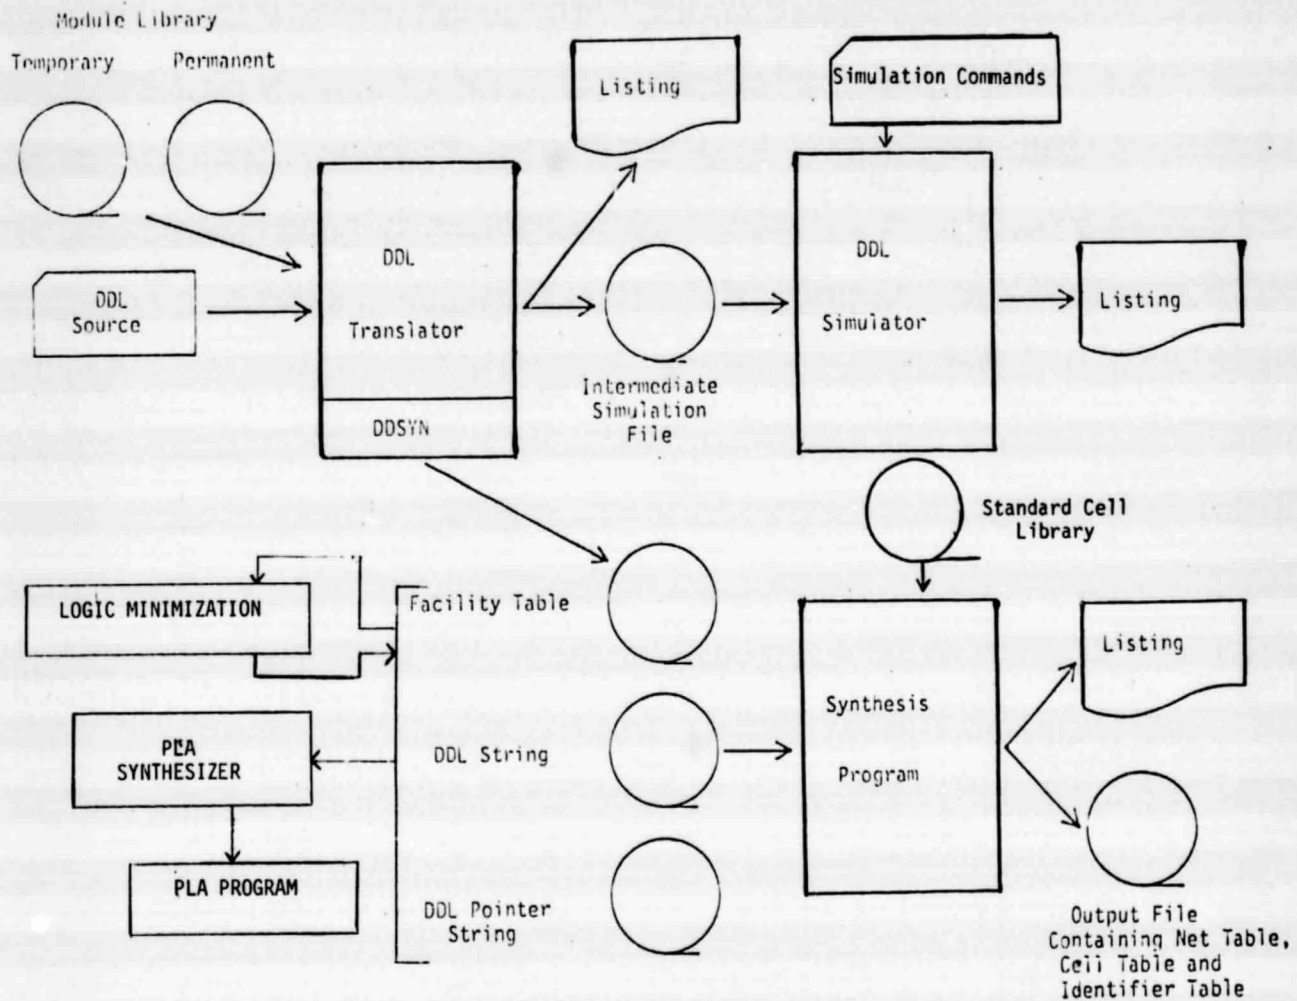 Module Library
Temporary
Permanent
Listing
Simulation Commands
DDL
Source
DDL
Translator
DDSYN
Intermediate
Simulation
File
DDL
Simulator
Listing
Standard Cell
Library
LOGIC MINIMIZATION
Facility Table
PLA
SYNTHESIZER
DDL String
PLA PROGRAM
DDL Pointer
String
Synthesis
Program
Listing
Output File
Containing Net Table,
Cell Table and
Identifier Table